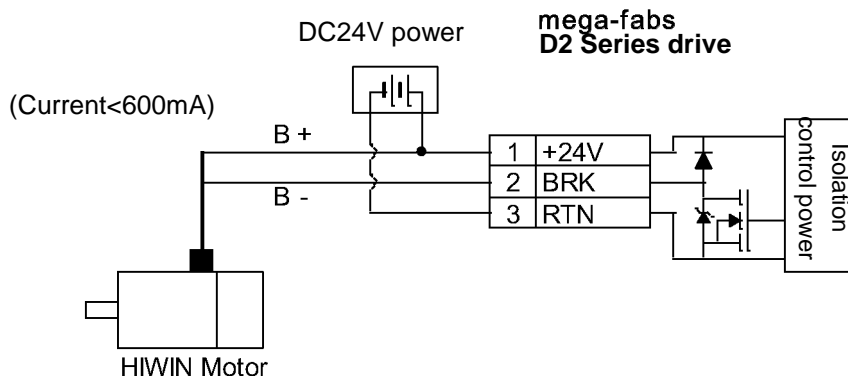 mega-fabs
D2 Series drive
DC24V power
(Current<600mA)
B +
B -
1 +24V
2 BRK
3 RTN
Isolation
control power
HIWIN Motor